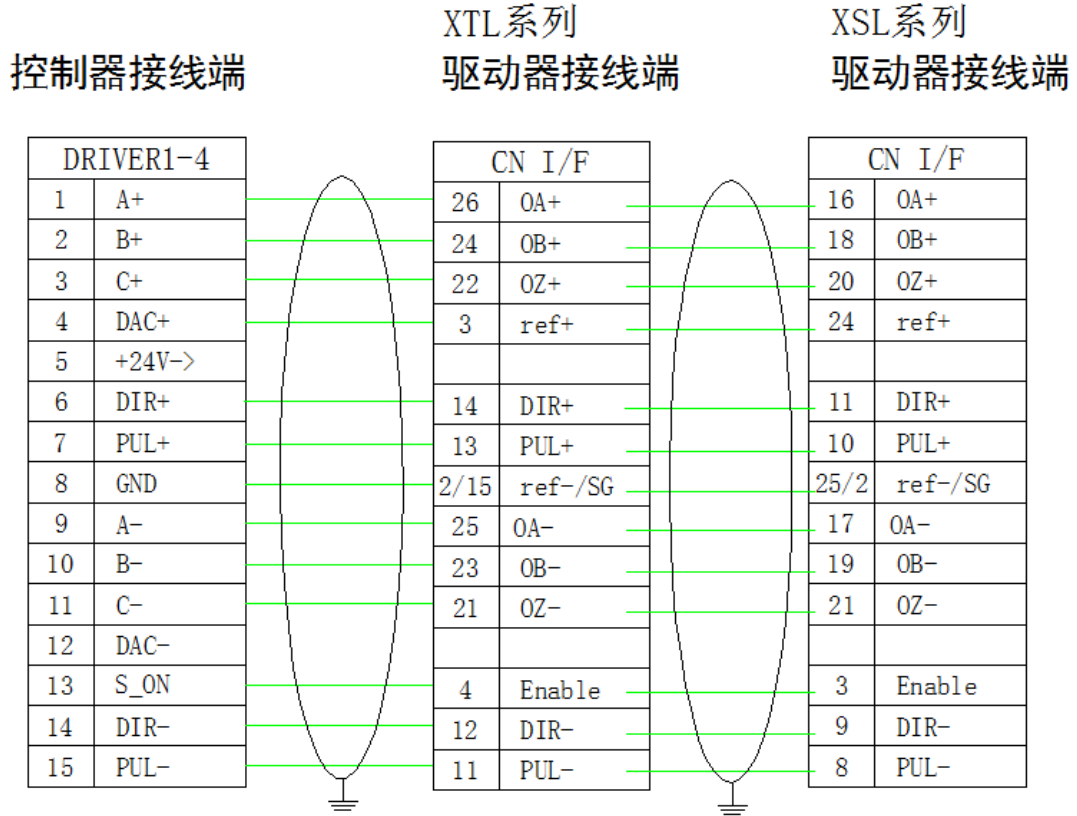 XTL系列
XSL系列
控制器接线端
驱动器接线端
驱动器接线端
DRIVER1-4
1 A+
2 B+
3 C+
4 DAC+
5 +24V->
6 DIR+
7 PUL+
8 GND
9 A-
10 B-
11 C-
12 DAC-
13 S_ON
14 DIR-
15 PUL-
CN I/F
26 OA+
24 OB+
22 OZ+
3 ref+
14 DIR+
13 PUL+
2/15 ref-/SG
25 OA-
23 OB-
21 OZ-
4 Enable
12 DIR-
11 PUL-
CN I/F
16 OA+
18 OB+
20 OZ+
24 ref+
11 DIR+
10 PUL+
25/2 ref-/SG
17 OA-
19 OB-
21 OZ-
3 Enable
9 DIR-
8 PUL-